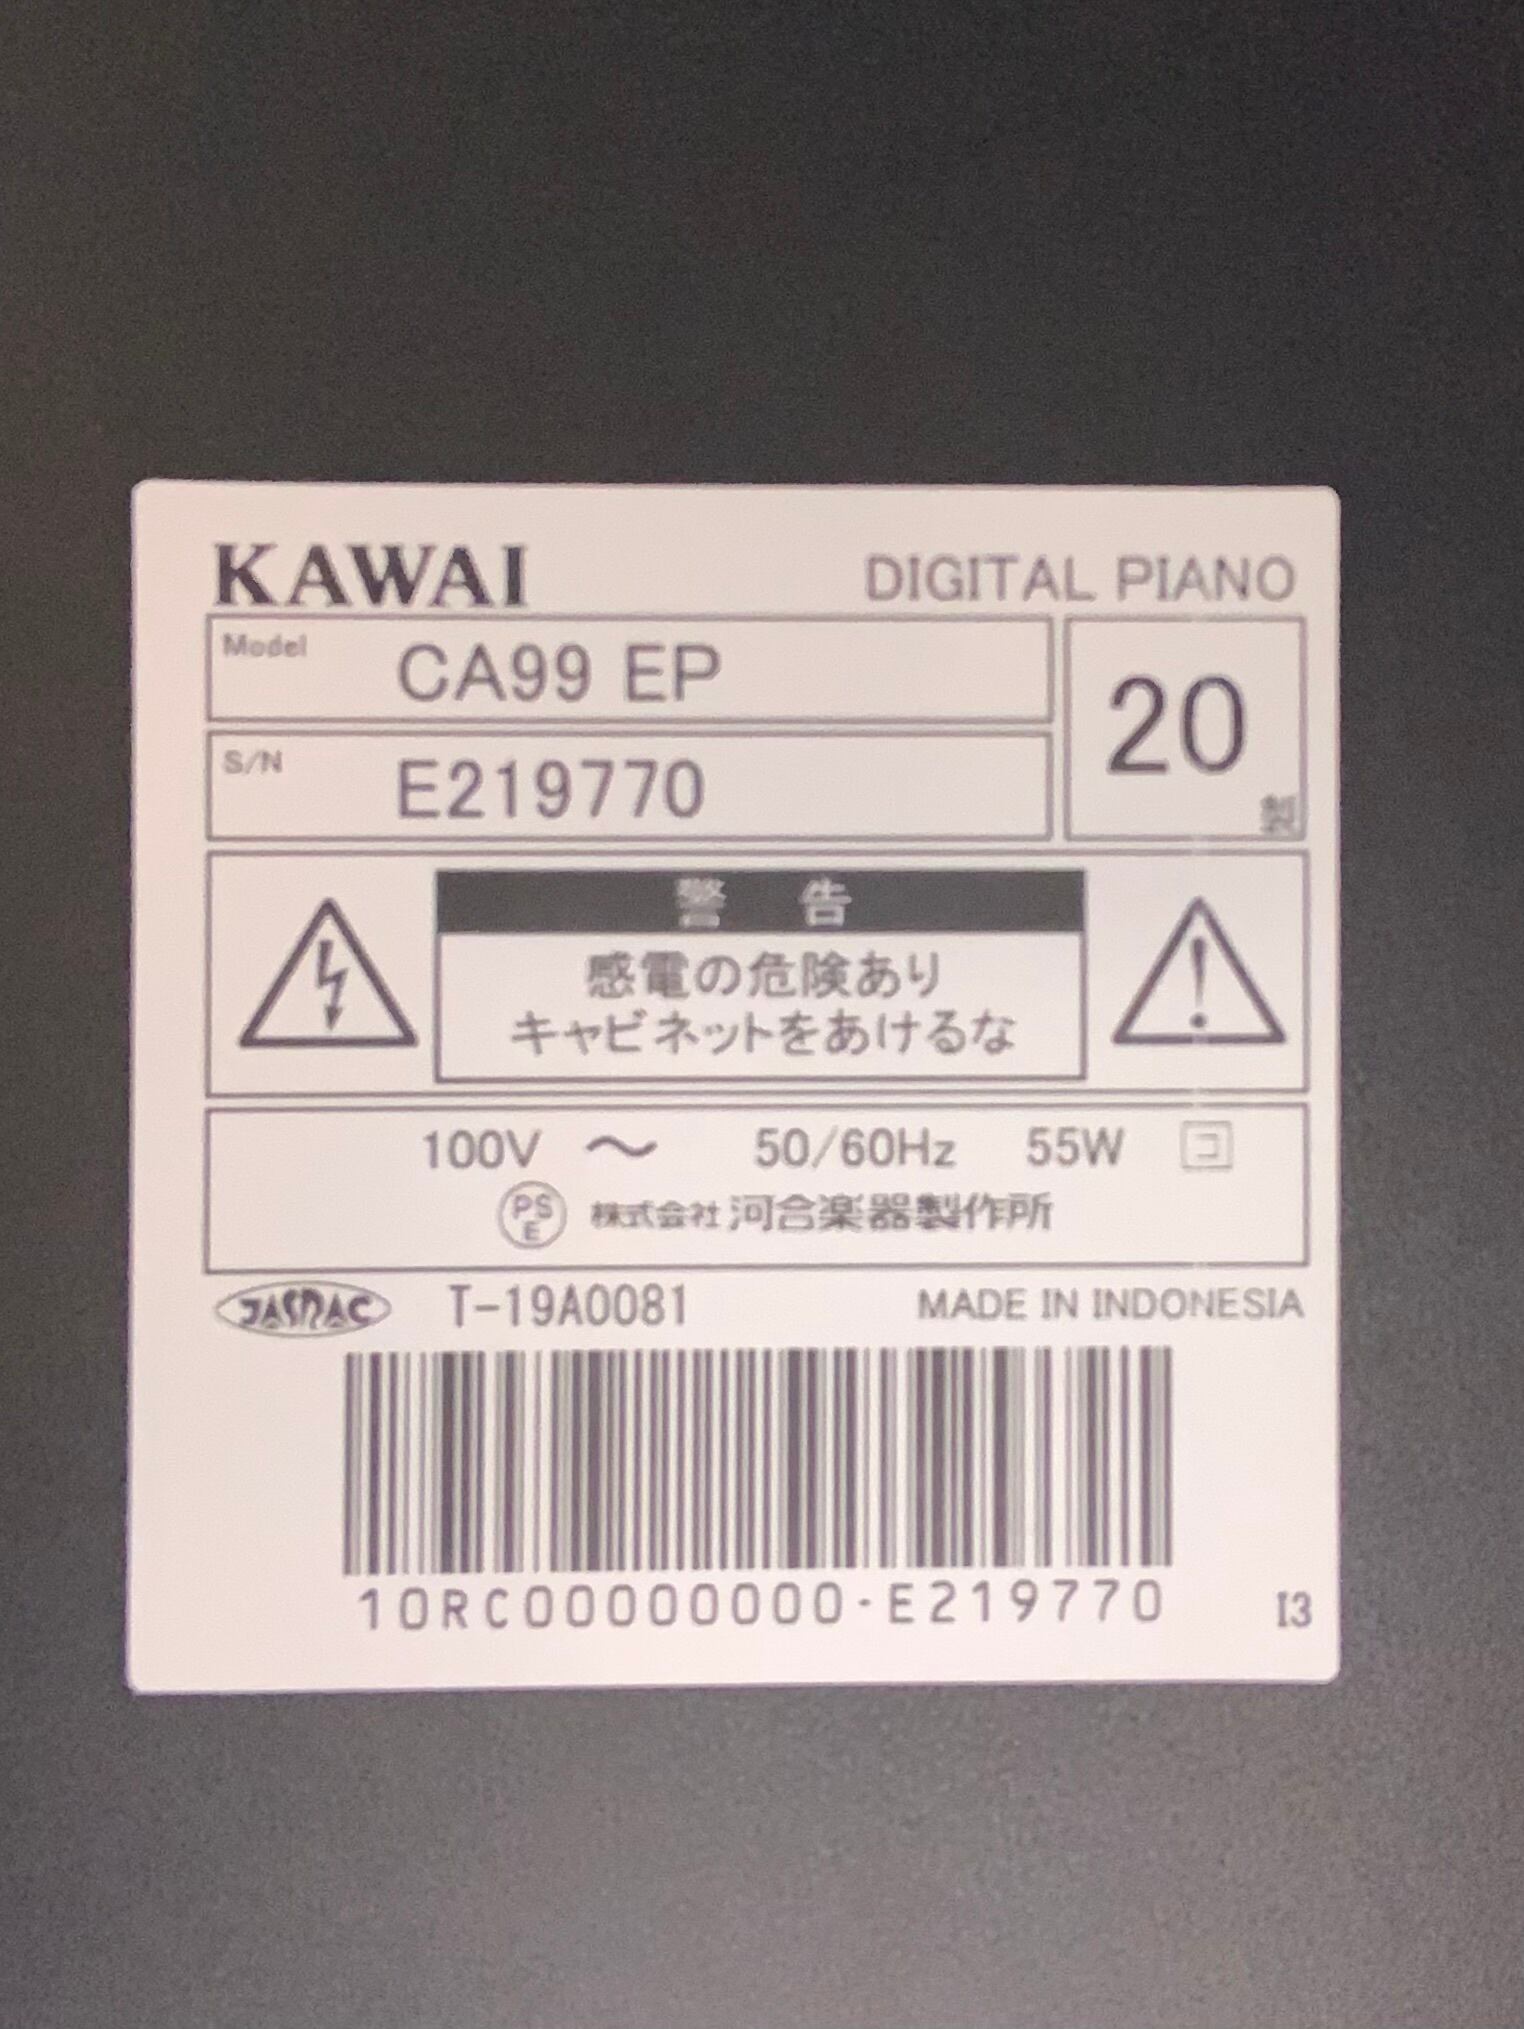 KAWAI DIGITAL PIANO
Model CA99 EP
20製
S/N E219770
警告
感電の危険あり
キャビネットをあけるな
100V 〜 50/60Hz 55W
PS
E 株式会社 河合楽器製作所
JASRAC T-19A0081 MADE IN INDONESIA
10RC00000000-E219770 I3